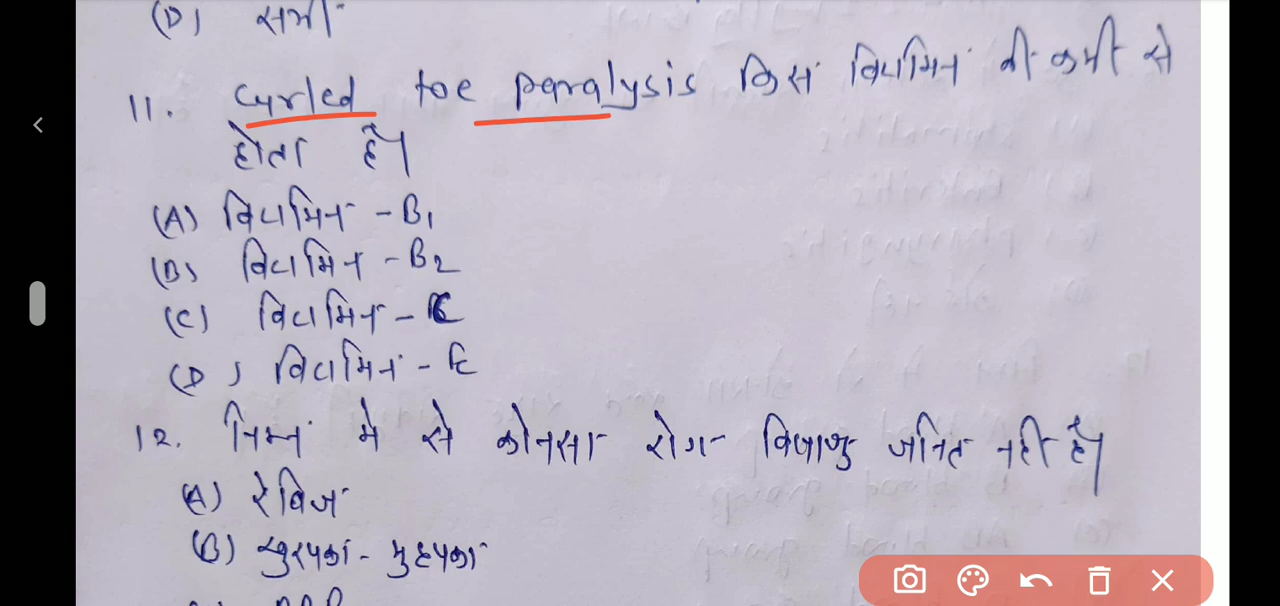 (D) सभी
11. Curled toe paralysis किस विटामिन की कमी से
होता है।
(A) विटामिन - B1
(B) विटामिन - B2
(C) विटामिन - K
(D) विटामिन - E
12. निम्न मे से कोनसा रोग विषाणु जनित नही है।
(A) रेबिज
(B) खुरपका - मुहपका